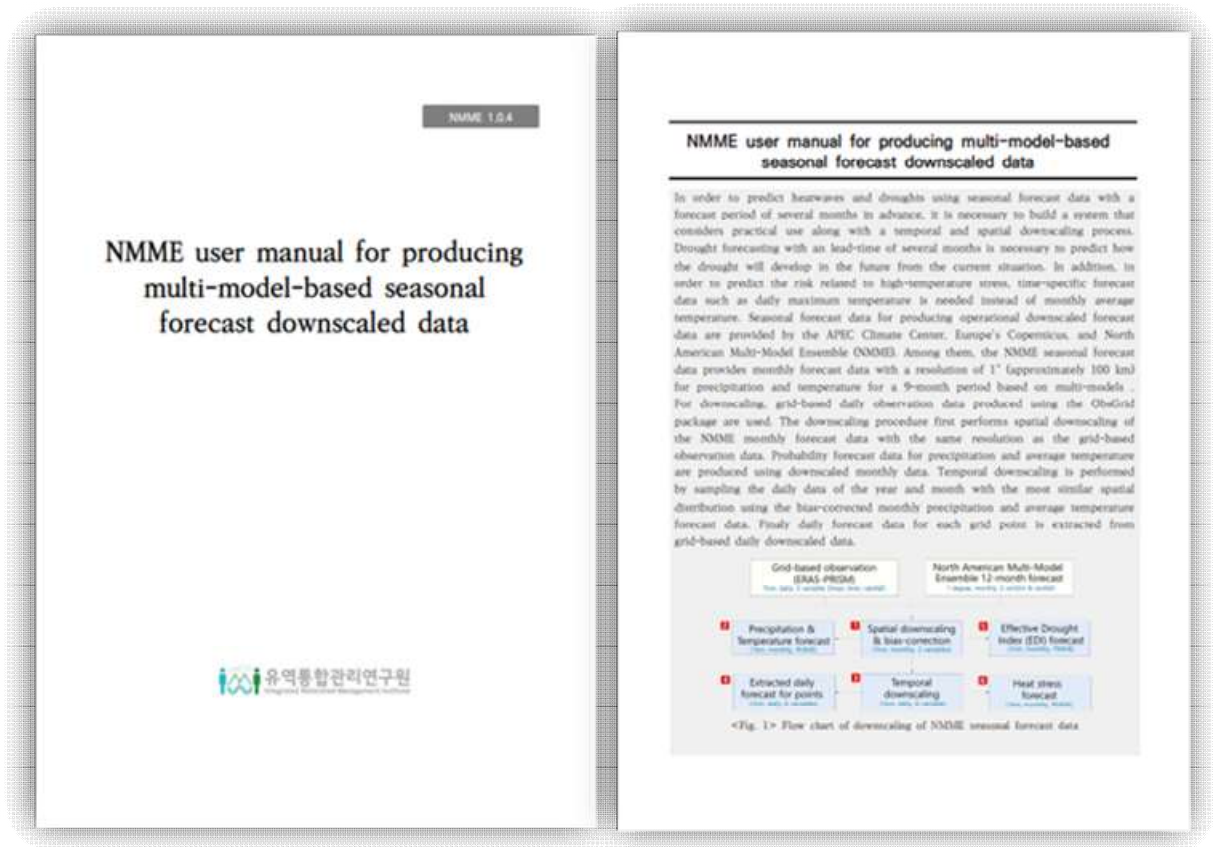 NMME 1.0.4
NMME user manual for producing
multi-model-based seasonal
forecast downscaled data
유역통합관리연구원
Integrated Watershed Management Institute
NMME user manual for producing multi-model-based
seasonal forecast downscaled data
In order to predict heatwaves and droughts using seasonal forecast data with a
forecast period of several months in advance, it is necessary to build a system that
considers practical use along with a temporal and spatial downscaling process.
Drought forecasting with an lead-time of several months is necessary to predict how
the drought will develop in the future from the current situation. In addition, in
order to predict the risk related to high-temperature stress, time-specific forecast
data such as daily maximum temperature is needed instead of monthly average
temperature. Seasonal forecast data for producing operational downscaled forecast
data are provided by the APEC Climate Center, Europe's Copernicus, and North
American Multi-Model Ensemble (NMME). Among them, the NMME seasonal forecast
data provides monthly forecast data with a resolution of 1° (approximately 100 km)
for precipitation and temperature for a 9-month period based on multi-models .
For downscaling, grid-based daily observation data produced using the ObsGrid
package are used. The downscaling procedure first performs spatial downscaling of
the NMME monthly forecast data with the same resolution as the grid-based
observation data. Probability forecast data for precipitation and average temperature
are produced using downscaled monthly data. Temporal downscaling is performed
by sampling the daily data of the year and month with the most similar spatial
distribution using the bias-corrected monthly precipitation and average temperature
forecast data. Finaly daily forecast data for each grid point is extracted from
grid-based daily downscaled data.
Grid-based observation
(ERA5-PRISM)
North American Multi-Model
Ensemble 12-month forecast
2 Precipitation &
Temperature forecast
1 Spatial downscaling
& bias-correction
5 Effective Drought
Index (EDI) forecast
4 Extracted daily
forecast for points
3 Temporal
downscaling
6 Heat stress
forecast
<Fig. 1> Flow chart of downscaling of NMME seasonal forecast data